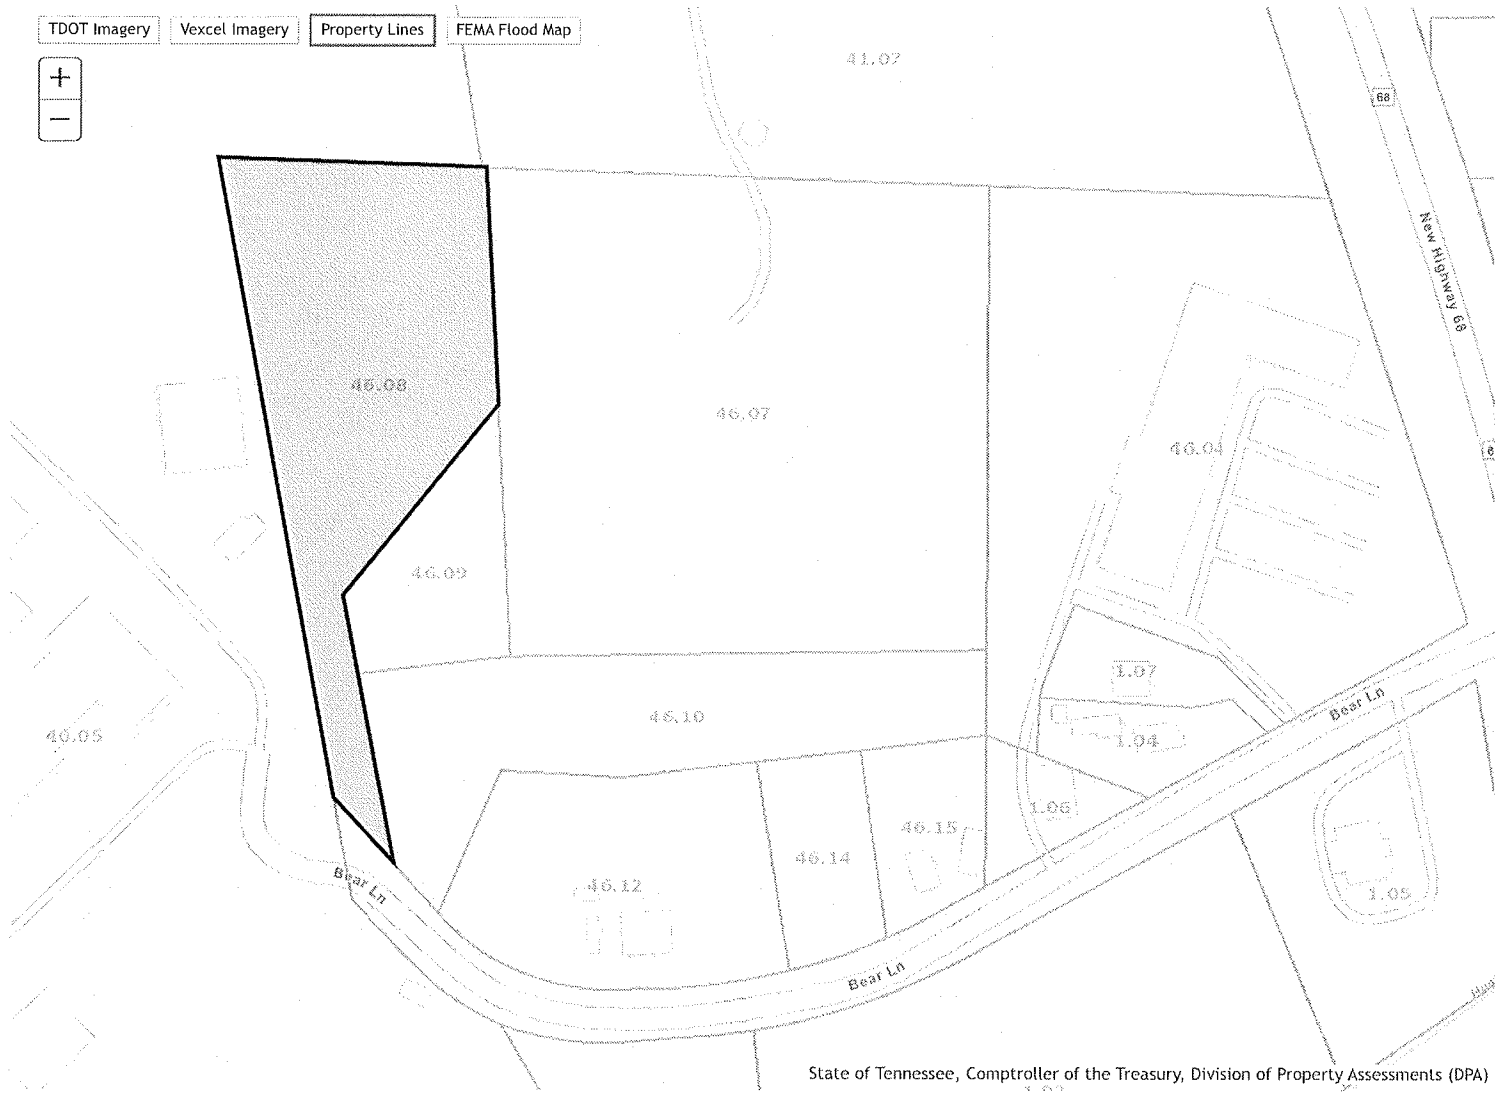 TDOT Imagery
Vexcel Imagery
Property Lines
FEMA Flood Map
+
−
41.07
68
New Highway 68
46.08
46.07
46.04
46.09
1.07
Bear Ln
46.10
40.05
1.04
1.06
46.15
46.14
46.12
Bear Ln
1.05
Bear Ln
State of Tennessee, Comptroller of the Treasury, Division of Property Assessments (DPA)